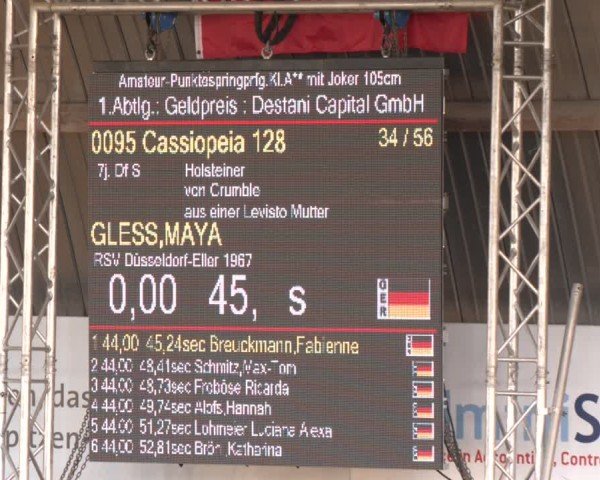 Amateur-Punktespringprfg.Kl.A** mit Joker 105cm
1.Abtlg.: Geldpreis : Destani Capital GmbH
0095 Cassiopeia 128 34 / 56
7j. Df S Holsteiner
von Crumble
aus einer Levisto Mutter
GLESS,MAYA
RSV Düsseldorf-Eller 1967
0,00 45, s
GER
1 44,00 45,24sec Breuckmann,Fabienne
2 44,00 48,41sec Schmitz,Max-Tom
3 44,00 48,73sec Froböse Ricarda
4 44,00 49,74sec Alofs,Hannah
5 44,00 51,27sec Lohmeier Luciana Alexa
6 44,00 52,81sec Brön, Katharina
das